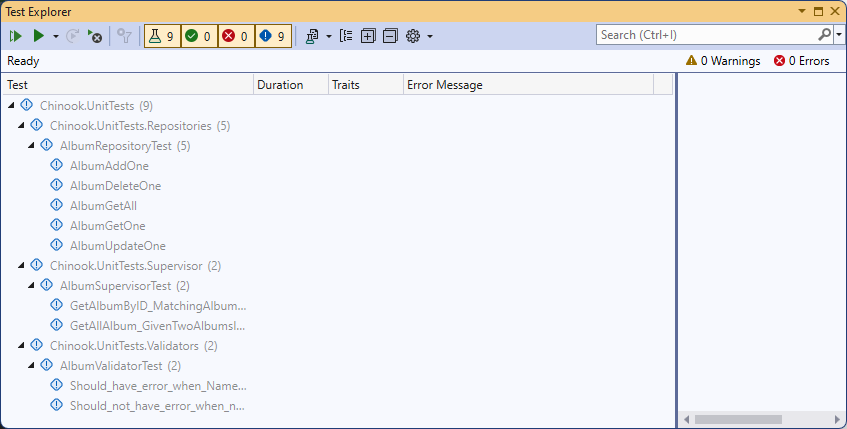 Test Explorer
9 0 0 9
Search (Ctrl+I)
Ready 0 Warnings 0 Errors
Test Duration Traits Error Message
Chinook.UnitTests (9)
Chinook.UnitTests.Repositories (5)
AlbumRepositoryTest (5)
AlbumAddOne
AlbumDeleteOne
AlbumGetAll
AlbumGetOne
AlbumUpdateOne
Chinook.UnitTests.Supervisor (2)
AlbumSupervisorTest (2)
GetAlbumByID_MatchingAlbum...
GetAllAlbum_GivenTwoAlbumsI...
Chinook.UnitTests.Validators (2)
AlbumValidatorTest (2)
Should_have_error_when_Name...
Should_not_have_error_when_n...